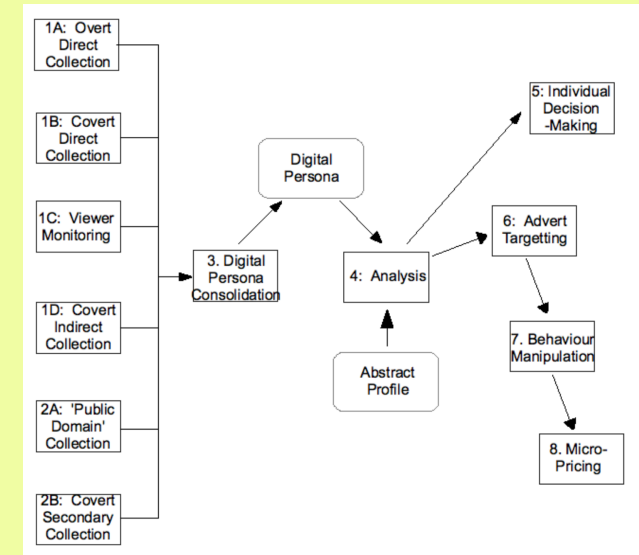 1A: Overt
Direct
Collection
1B: Covert
Direct
Collection
1C: Viewer
Monitoring
1D: Covert
Indirect
Collection
2A: 'Public
Domain'
Collection
2B: Covert
Secondary
Collection
3. Digital
Persona
Consolidation
Digital
Persona
4: Analysis
Abstract
Profile
5: Individual
Decision
-Making
6: Advert
Targetting
7. Behaviour
Manipulation
8. Micro-
Pricing